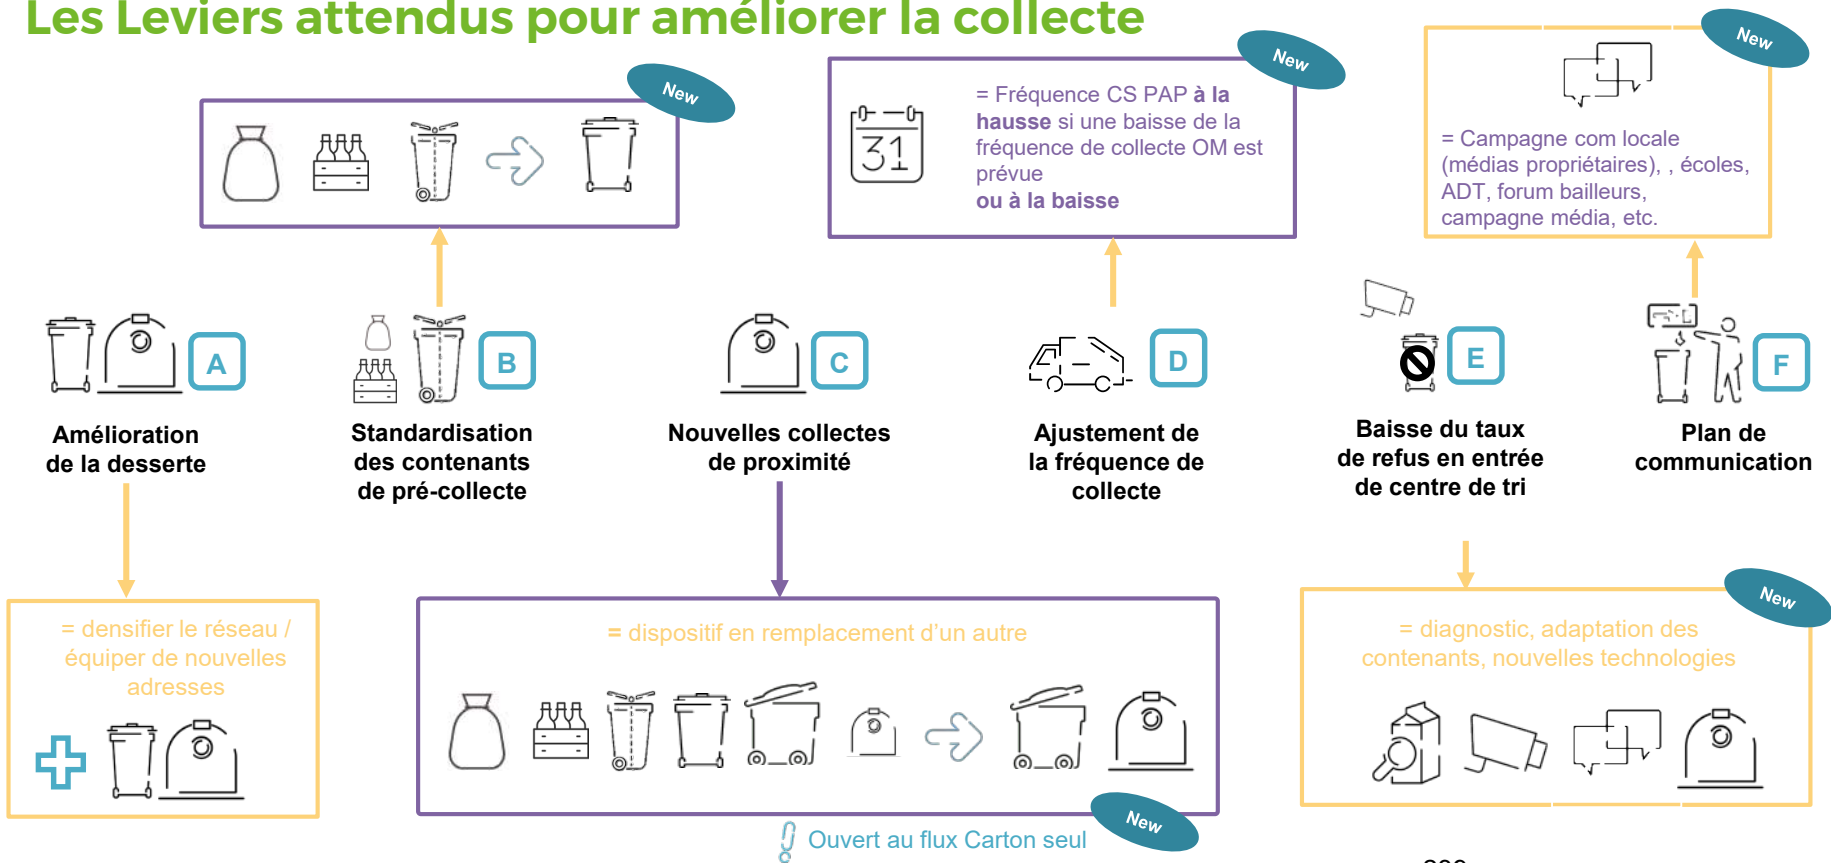 Les Leviers attendus pour améliorer la collecte
New
New
New
= Fréquence CS PAP à la
hausse si une baisse de la
fréquence de collecte OM est
prévue
ou à la baisse
31
= Campagne com locale
(médias propriétaires), , écoles,
ADT, forum bailleurs,
campagne média, etc.
A
B
C
D
E
F
Amélioration
de la desserte
Standardisation
des contenants
de pré-collecte
Nouvelles collectes
de proximité
Ajustement de
la fréquence de
collecte
Baisse du taux
de refus en entrée
de centre de tri
Plan de
communication
= densifier le réseau /
équiper de nouvelles
adresses
= dispositif en remplacement d'un autre
New
= diagnostic, adaptation des
contenants, nouvelles technologies
New
Ouvert au flux Carton seul